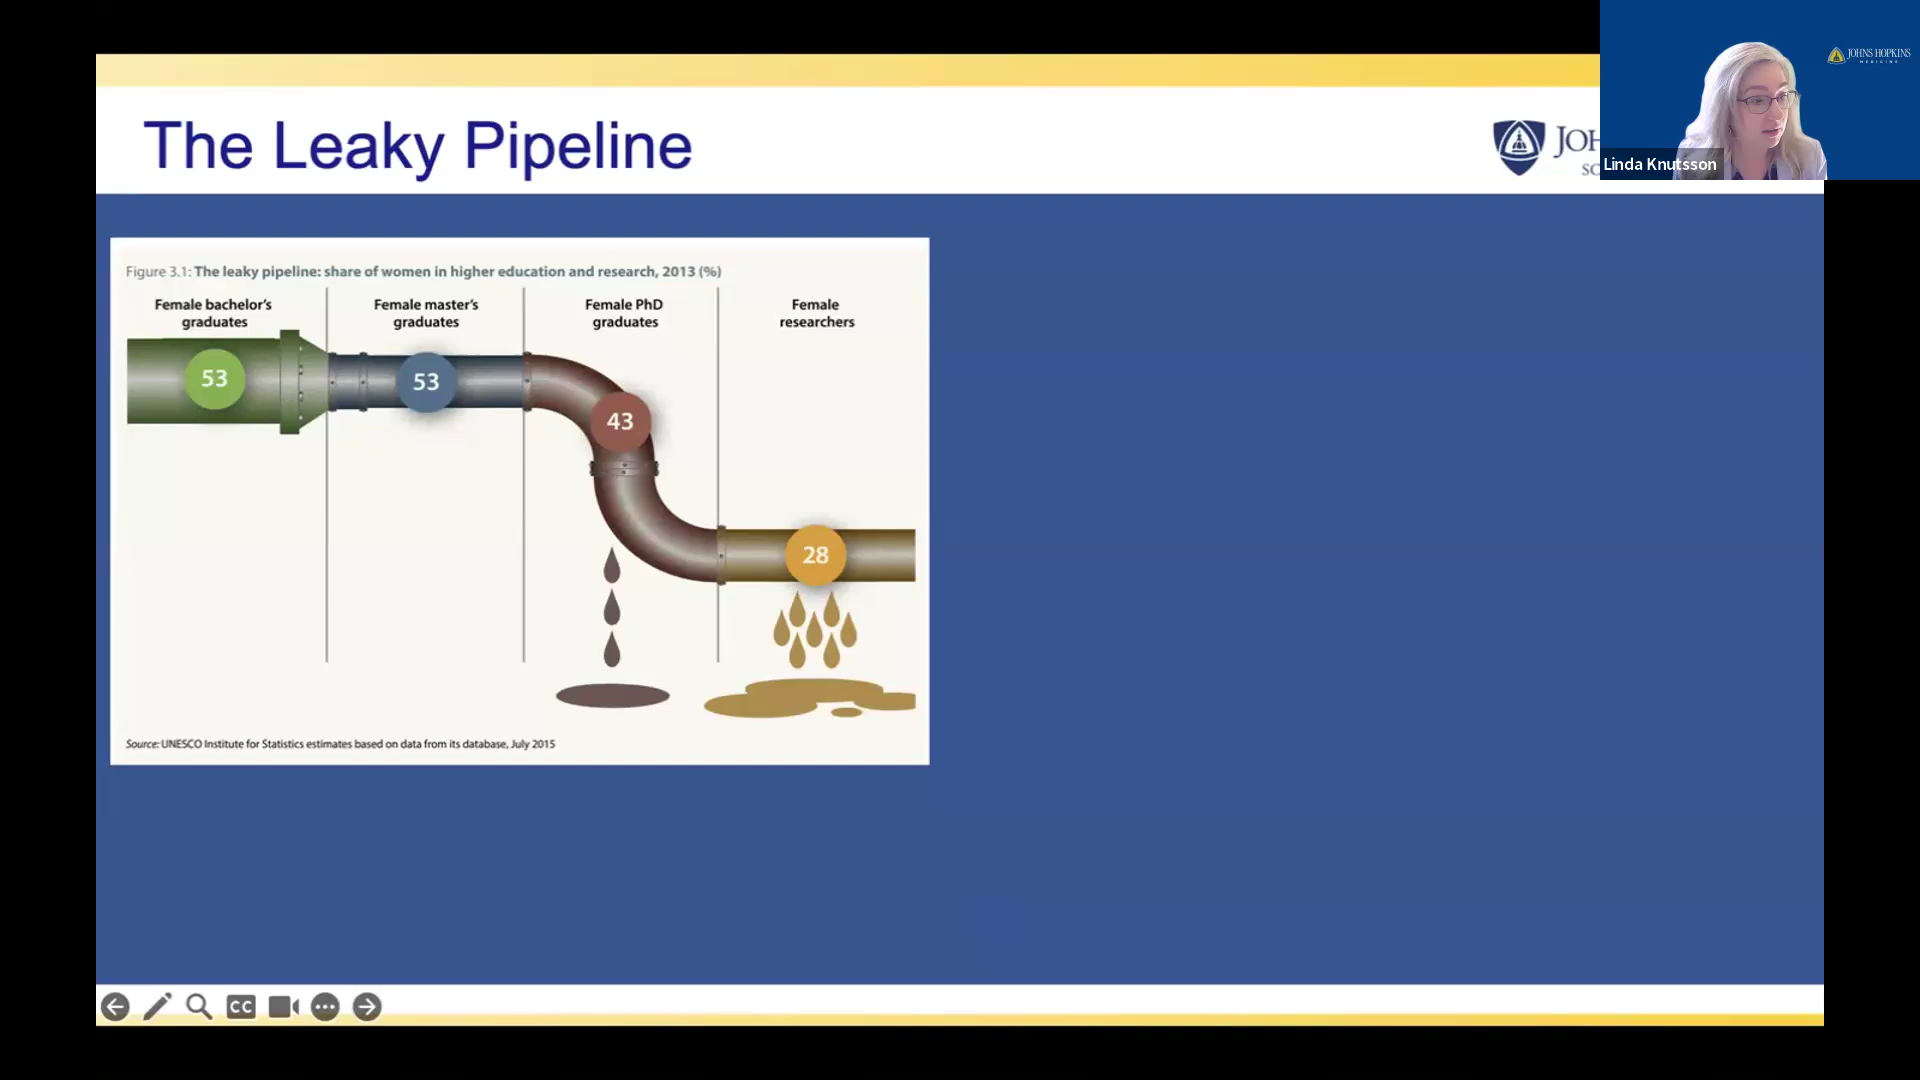 The Leaky Pipeline
JOHNS HOPKINS
MEDICINE
Linda Knutsson
Figure 3.1: The leaky pipeline: share of women in higher education and research, 2013 (%)
Female bachelor's
graduates
Female master's
graduates
Female PhD
graduates
Female
researchers
53
53
43
28
Source: UNESCO Institute for Statistics estimates based on data from its database, July 2015
CC